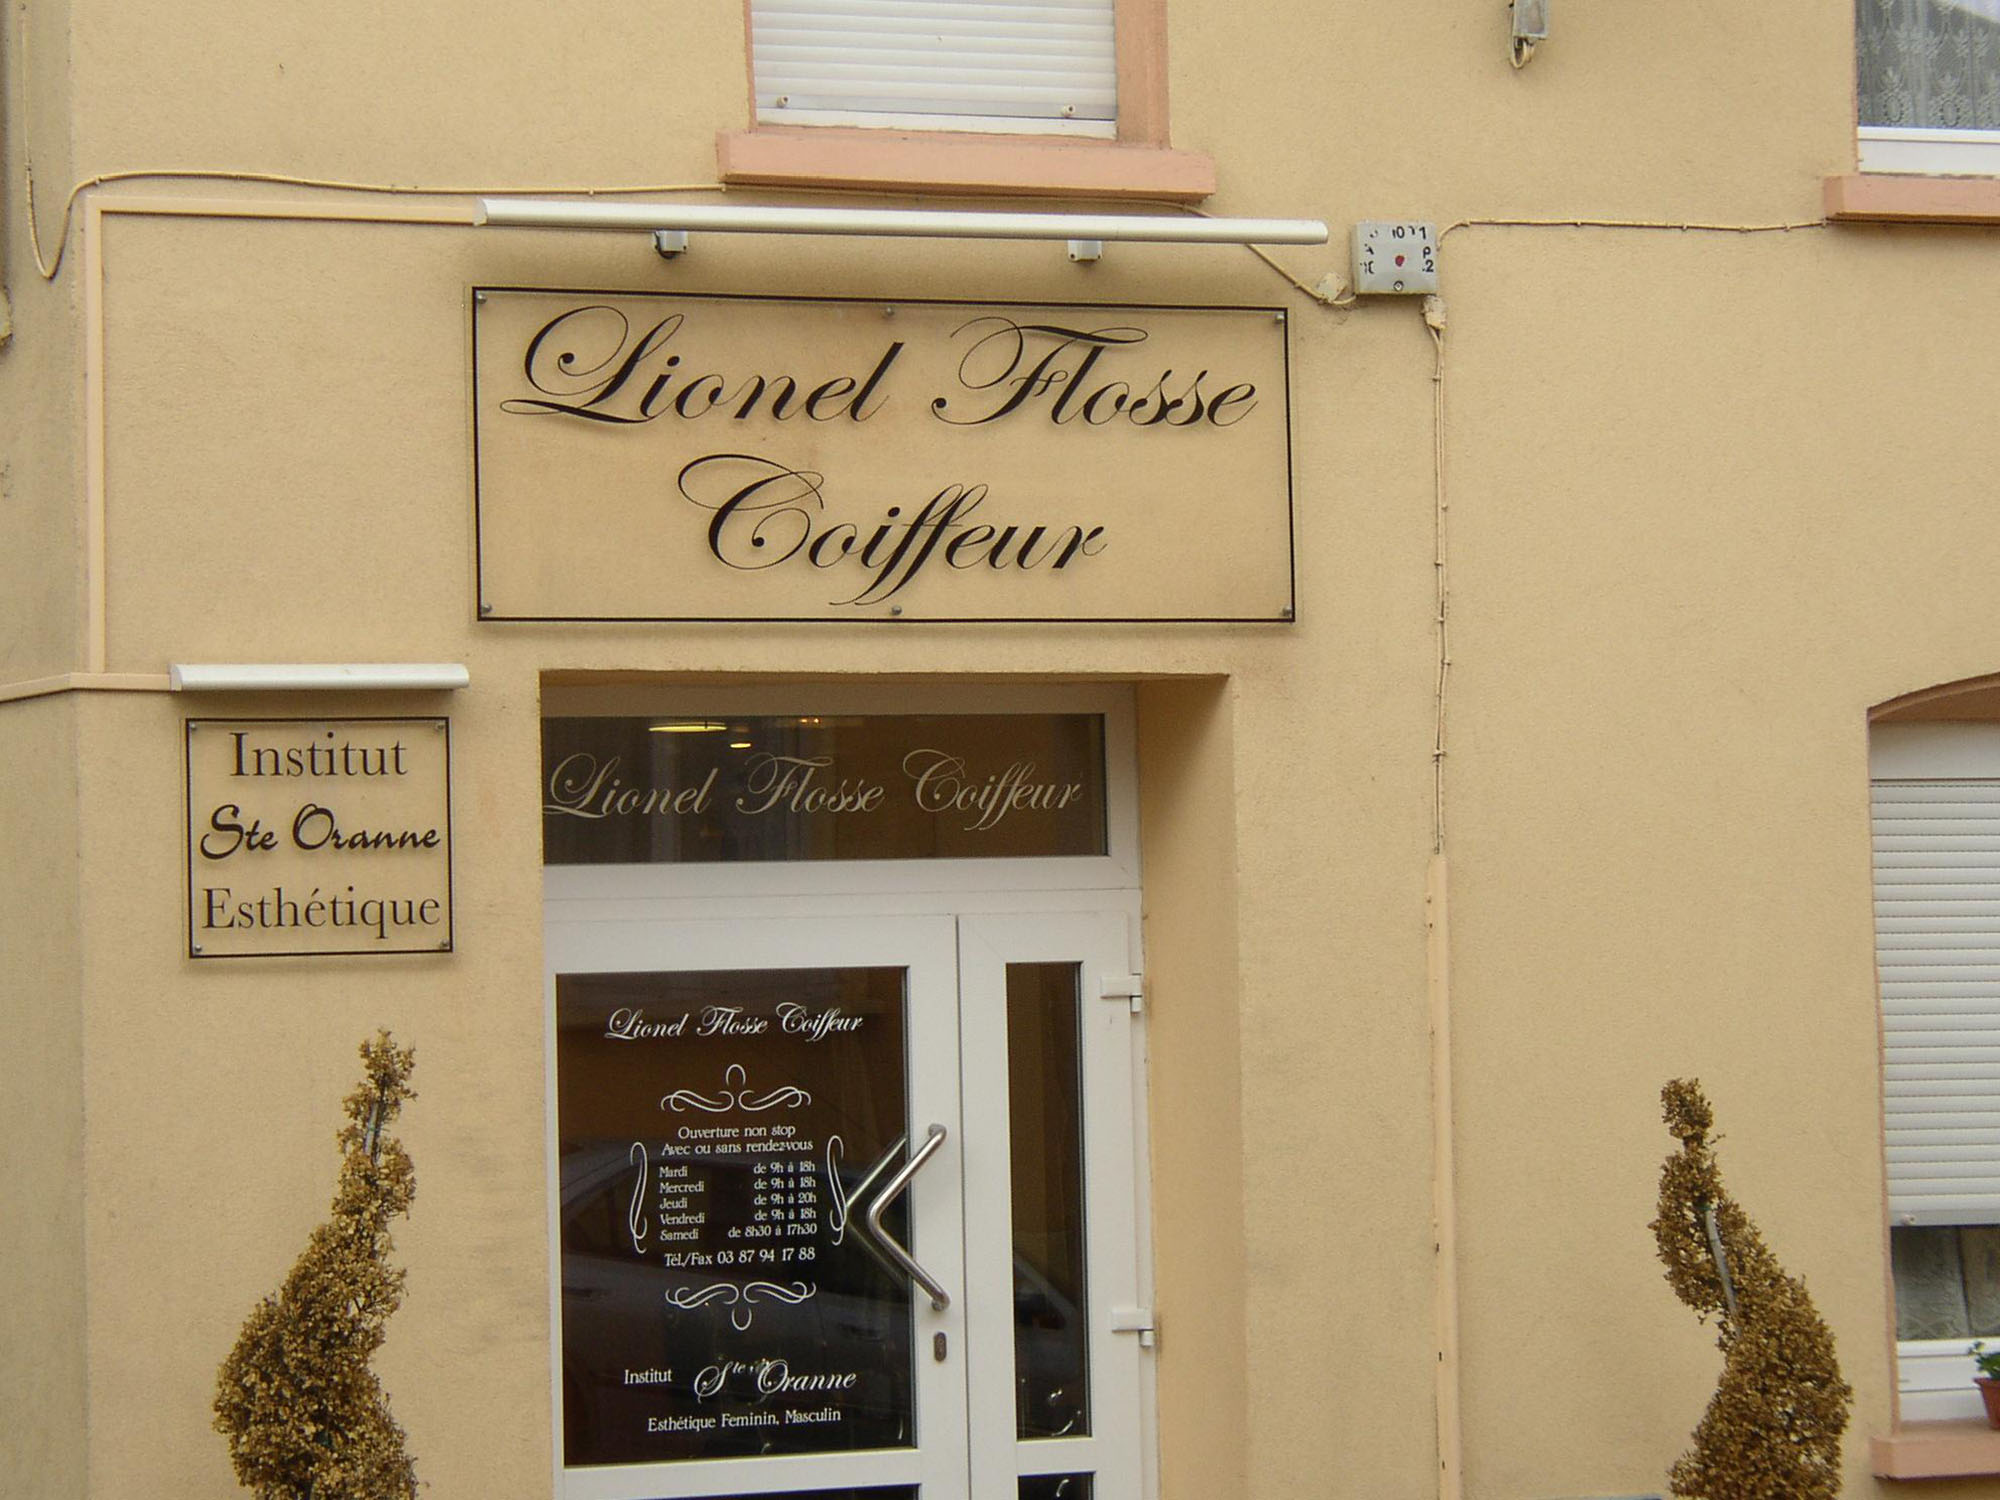 Lionel Flosse
Coiffeur
Institut
Ste Oranne
Esthétique
Lionel Flosse Coiffeur
Lionel Flosse Coiffeur
Ouverture non stop
Avec ou sans rendez-vous
Mardi de 9h à 18h
Mercredi de 9h à 18h
Jeudi de 9h à 20h
Vendredi de 9h à 18h
Samedi de 8h30 à 17h30
Tél./Fax 03 87 94 17 88
Institut Ste Oranne
Esthétique Feminin, Masculin